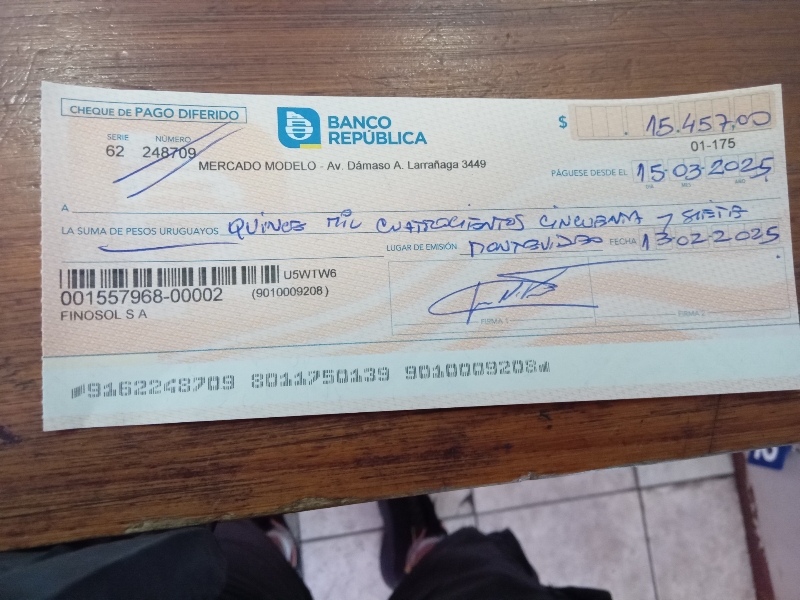 CHEQUE DE PAGO DIFERIDO
SERIE NÚMERO
62 248709
BANCO
REPÚBLICA
$ 15.457,00
01-175
MERCADO MODELO - Av. Dámaso A. Larrañaga 3449
PÁGUESE DESDE EL 15-03-2025
DÍA MES AÑO
A
LA SUMA DE PESOS URUGUAYOS QUINCE MIL CUATROCIENTOS CINCUENTA Y SIETE
LUGAR DE EMISIÓN MONTEVIDEO FECHA 13-02-2025
U5WTW6
001557968-00002 (9010009208)
FINOSOL S A
FIRMA 1 FIRMA 2
9162248709 8011750139 9010009208